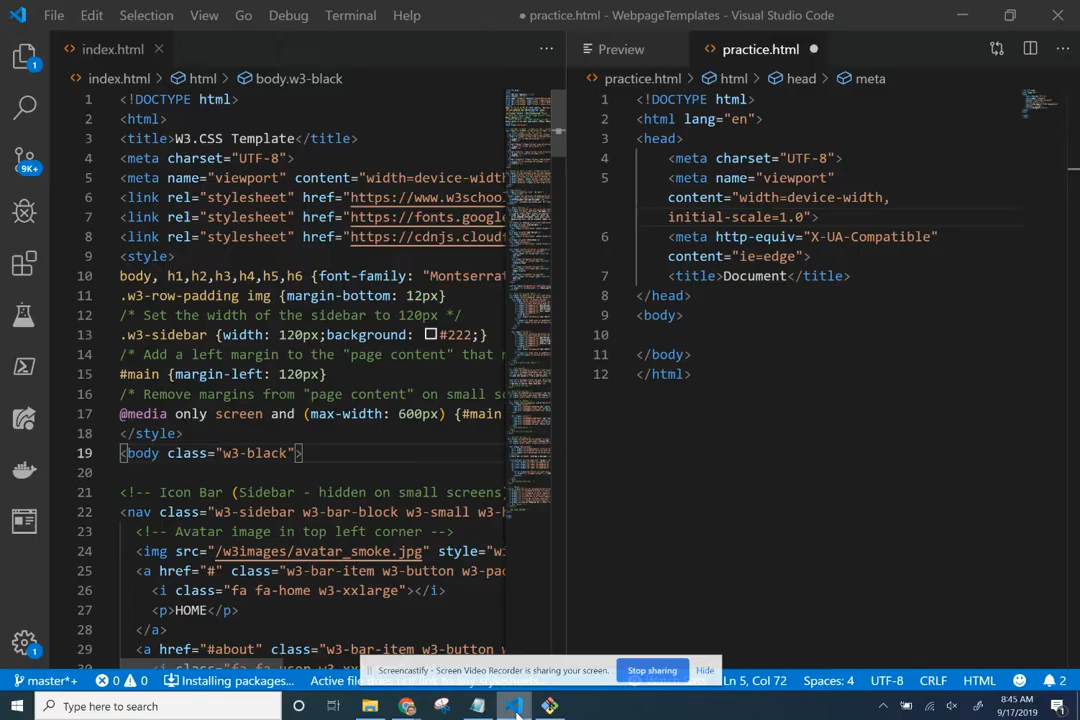 File Edit Selection View Go Debug Terminal Help
● practice.html - WebpageTemplates - Visual Studio Code
index.html
Preview
practice.html
index.html > html > body.w3-black
practice.html > html > head > meta
1 <!DOCTYPE html>
2 <html>
3 <title>W3.CSS Template</title>
4 <meta charset="UTF-8">
5 <meta name="viewport" content="width=device-width
6 <link rel="stylesheet" href="https://www.w3schoo
7 <link rel="stylesheet" href="https://fonts.google
8 <link rel="stylesheet" href="https://cdnjs.cloudf
9 <style>
10 body, h1,h2,h3,h4,h5,h6 {font-family: "Montserrat
11 .w3-row-padding img {margin-bottom: 12px}
12 /* Set the width of the sidebar to 120px */
13 .w3-sidebar {width: 120px;background: #222;}
14 /* Add a left margin to the "page content" that
15 #main {margin-left: 120px}
16 /* Remove margins from "page content" on small
17 @media only screen and (max-width: 600px) {#main
18 </style>
19 <body class="w3-black">
20
21 <!-- Icon Bar (Sidebar - hidden on small screens
22 <nav class="w3-sidebar w3-bar-block w3-small
23 <!-- Avatar image in top left corner -->
24 <img src="/w3images/avatar_smoke.jpg"
25 <a href="#" class="w3-bar-item w3-button
26 <i class="fa fa-home w3-xxlarge"></i>
27 <p>HOME</p>
28 </a>
29 <a href="#about" class="w3-bar-item w3-button
30
1 <!DOCTYPE html>
2 <html lang="en">
3 <head>
4 <meta charset="UTF-8">
5 <meta name="viewport"
content="width=device-width,
initial-scale=1.0">
6 <meta http-equiv="X-UA-Compatible"
content="ie=edge">
7 <title>Document</title>
8 </head>
9 <body>
10
11 </body>
12 </html>
1
9K+
1
Screencastify - Screen Video Recorder is sharing your screen.
Stop sharing
Hide
master*+ 0 0 Installing packages... Active Ln 5, Col 72 Spaces: 4 UTF-8 CRLF HTML 2
Type here to search
8:45 AM
9/17/2019
1